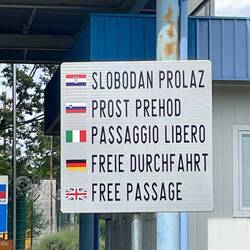 SLOBODAN PROLAZ
PROST PREHOD
PASSAGGIO LIBERO
FREIE DURCHFAHRT
FREE PASSAGE